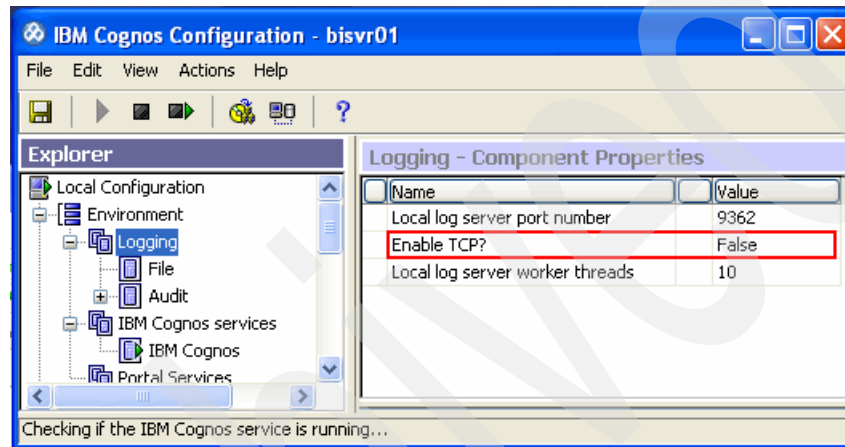 IBM Cognos Configuration - bisvr01
File Edit View Actions Help
?
Explorer
Logging - Component Properties
Local Configuration
Environment
Logging
File
Audit
IBM Cognos services
IBM Cognos
Portal Services
Name Value
Local log server port number 9362
Enable TCP? False
Local log server worker threads 10
Checking if the IBM Cognos service is running...